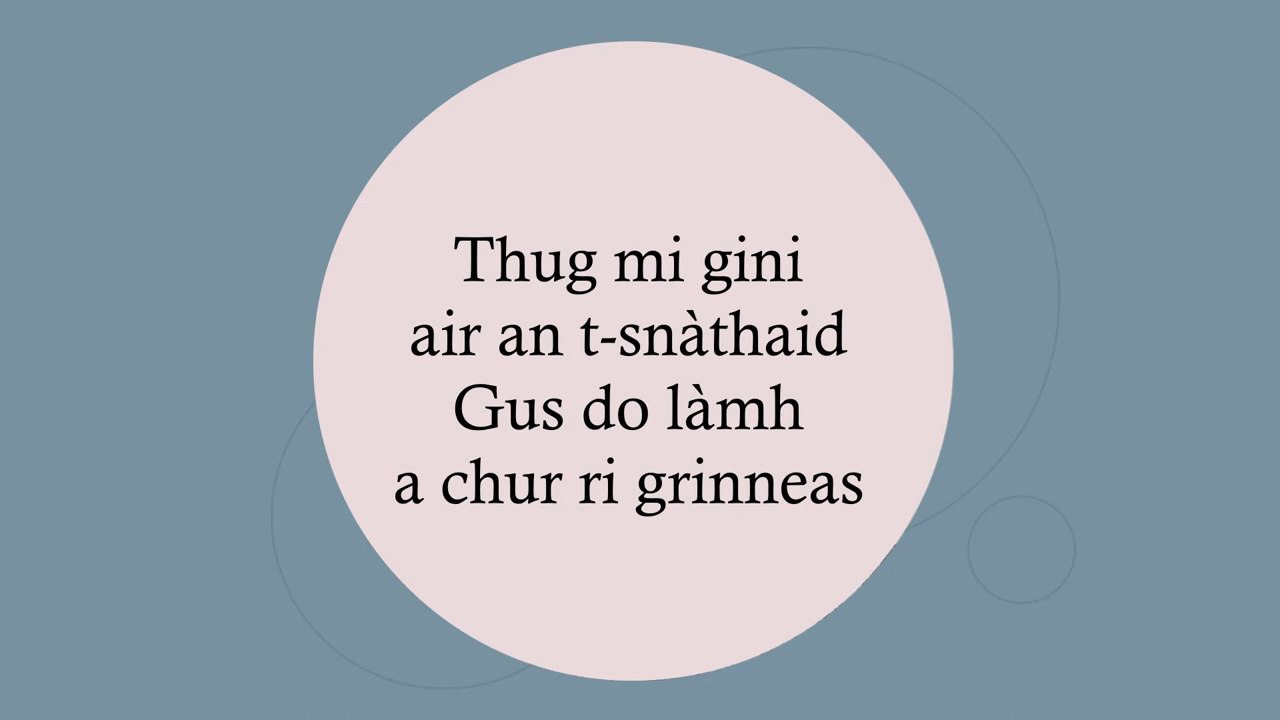 Thug mi gini
air an t-snàthaid
Gus do làmh
a chur ri grinneas